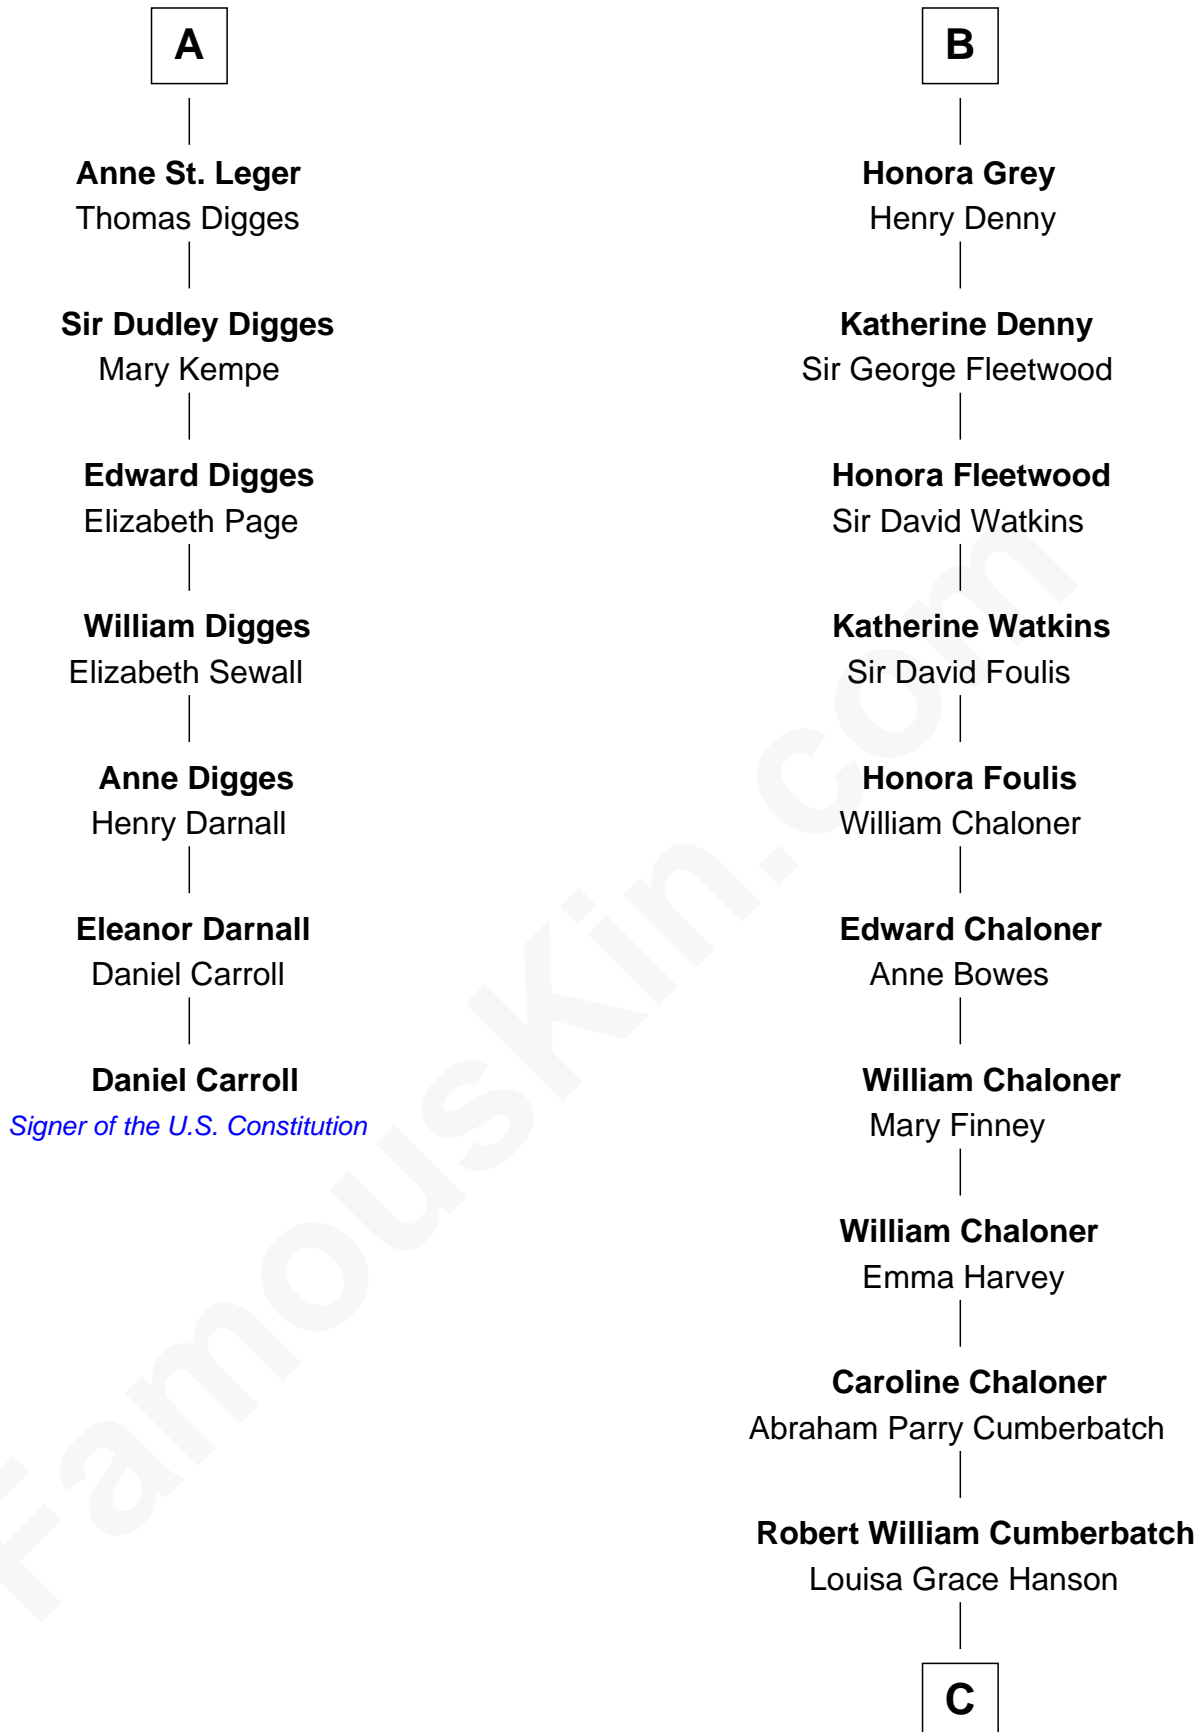 A
Anne St. Leger
Thomas Digges
Sir Dudley Digges
Mary Kempe
Edward Digges
Elizabeth Page
William Digges
Elizabeth Sewall
Anne Digges
Henry Darnall
Eleanor Darnall
Daniel Carroll
Daniel Carroll
Signer of the U.S. Constitution
B
Honora Grey
Henry Denny
Katherine Denny
Sir George Fleetwood
Honora Fleetwood
Sir David Watkins
Katherine Watkins
Sir David Foulis
Honora Foulis
William Chaloner
Edward Chaloner
Anne Bowes
William Chaloner
Mary Finney
William Chaloner
Emma Harvey
Caroline Chaloner
Abraham Parry Cumberbatch
Robert William Cumberbatch
Louisa Grace Hanson
C
FamousKin.com